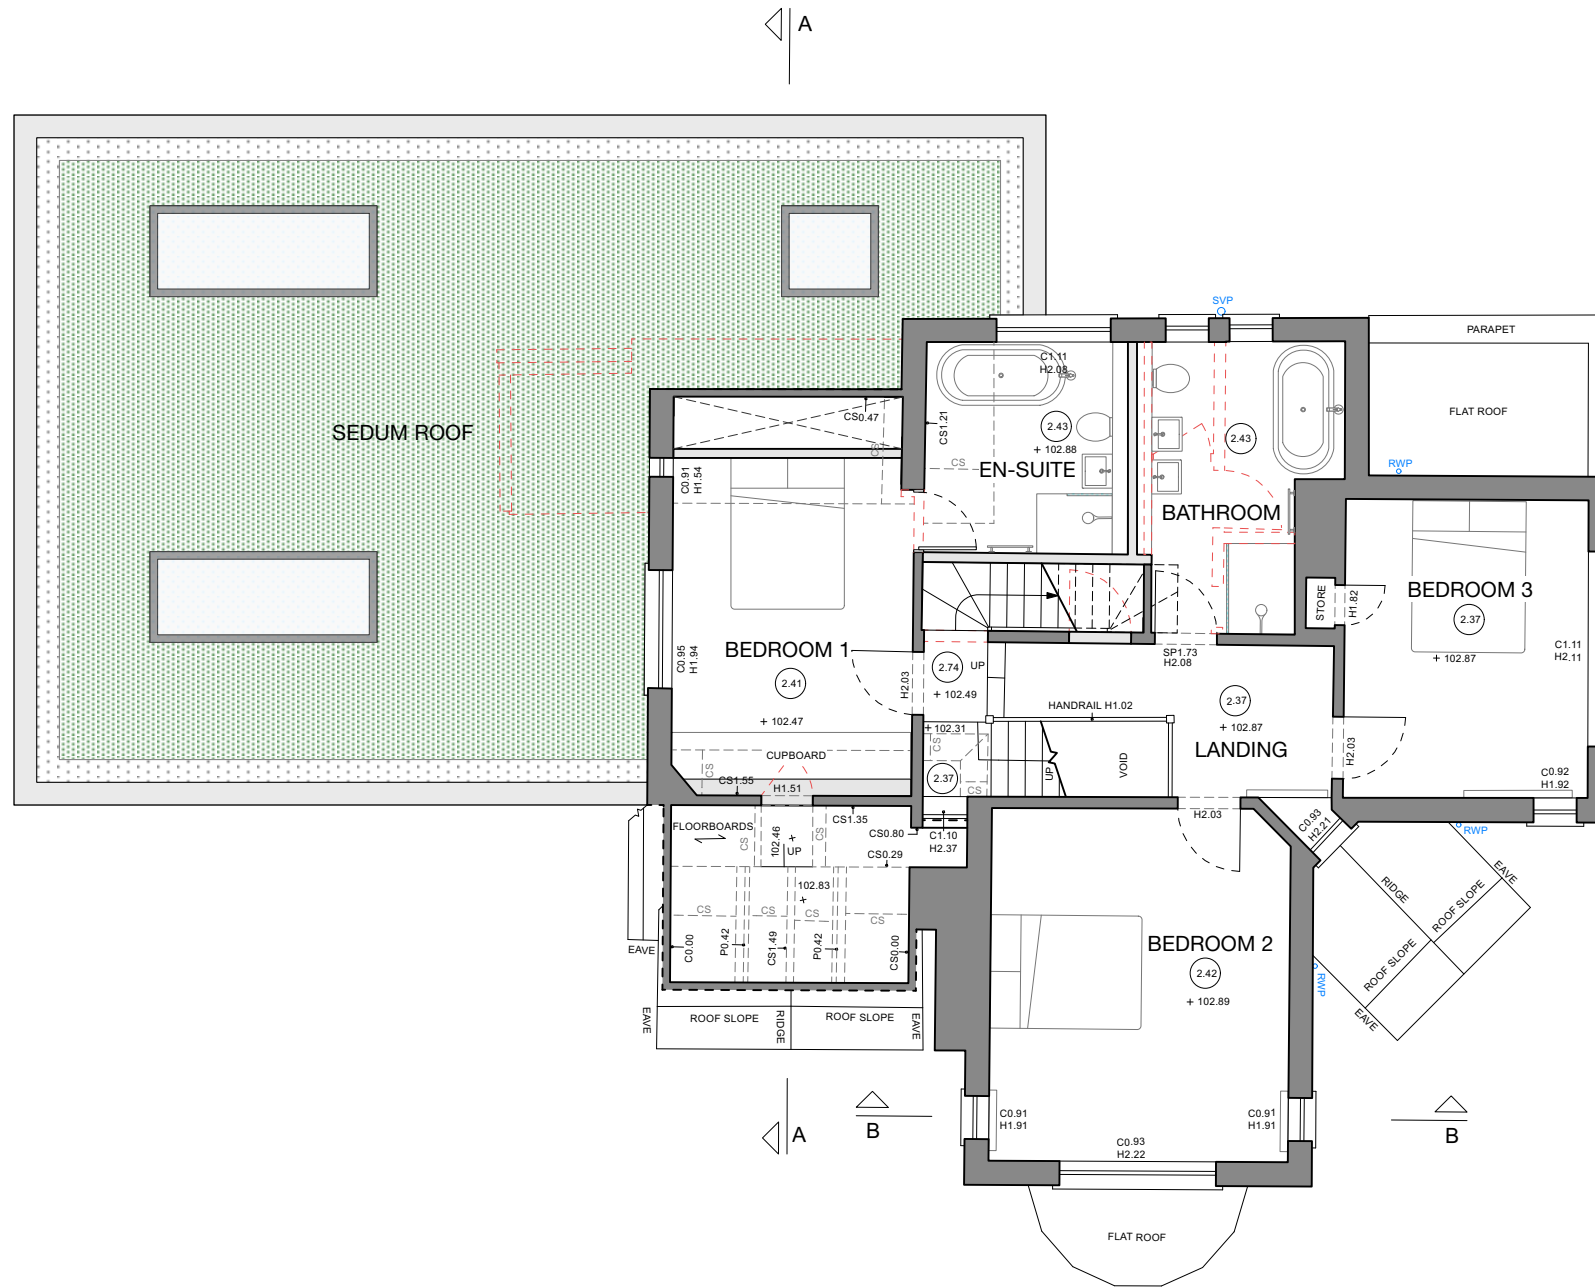 A
SVP
PARAPET
C1.11
H2.08
FLAT ROOF
CS0.47
CS1.21
2.43
+ 102.88
2.43
SEDUM ROOF
CS
CS
EN-SUITE
RWP
C0.91
H1.54
BATHROOM
BEDROOM 3
2.37
STORE
H1.82
C0.95
H1.94
BEDROOM 1
2.41
+ 102.47
H2.03
2.74
UP
+ 102.49
SP1.73
H2.08
+ 102.87
C1.11
H2.11
HANDRAIL H1.02
2.37
+ 102.87
LANDING
+ 102.31
CS
CS
CUPBOARD
CS1.55
H1.51
2.37
CS
UP
VOID
H2.03
C0.92
H1.92
H2.03
FLOORBOARDS
CS
102.46
+
UP
CS
CS1.35
CS0.80
C1.10
H2.37
CS0.29
C0.93
H2.21
RWP
102.83
+
CS
CS
CS
CS
C0.00
P0.42
CS1.49
P0.42
CS0.00
EAVE
RIDGE
EAVE
ROOF SLOPE
ROOF SLOPE
EAVE
RWP
BEDROOM 2
2.42
+ 102.89
EAVE
ROOF SLOPE
RIDGE
ROOF SLOPE
EAVE
A
B
C0.91
H1.91
C0.91
H1.91
B
C0.93
H2.22
FLAT ROOF